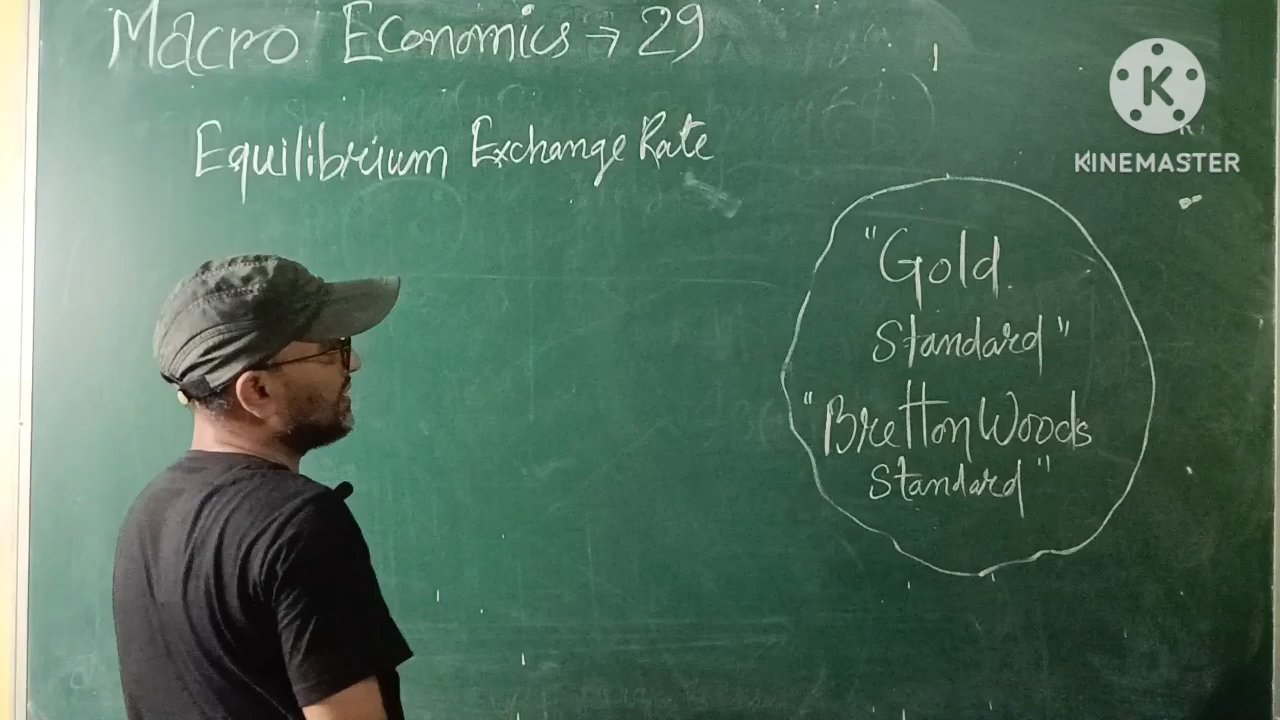 Macro Economics → 29
Equilibrium Exchange Rate
K
KINEMASTER
"Gold
Standard"
"Bretton Woods
Standard"